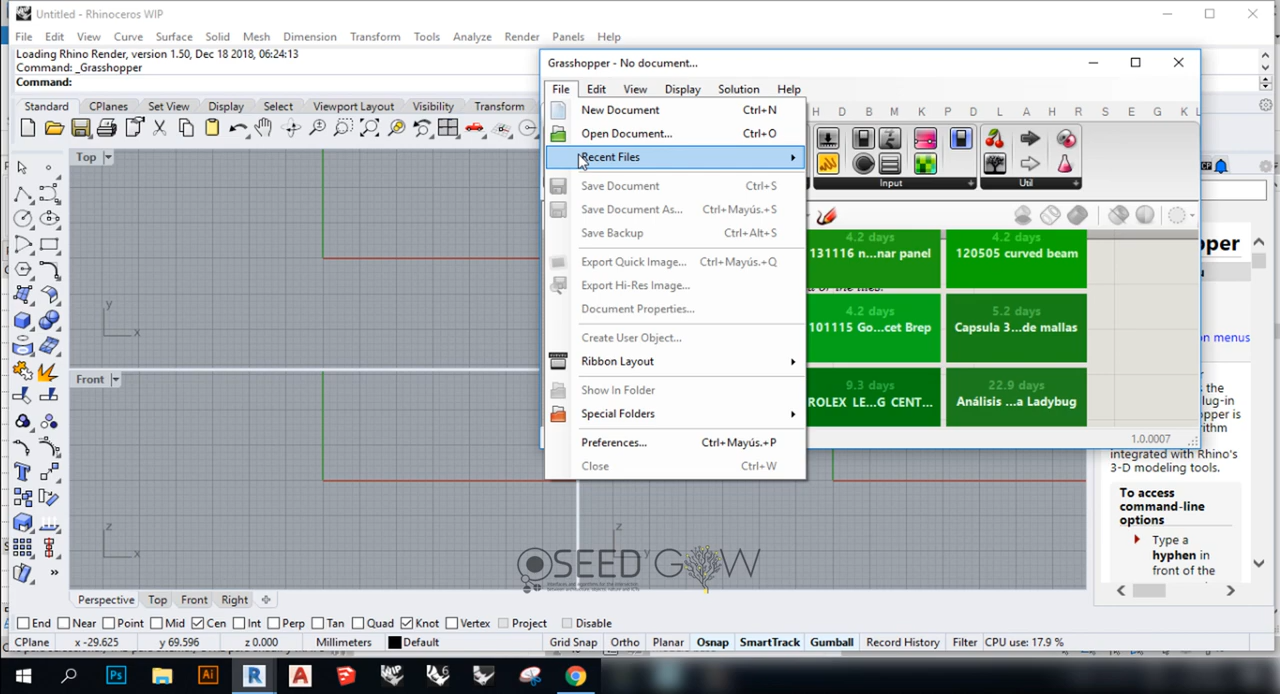 Untitled - Rhinoceros WIP
File Edit View Curve Surface Solid Mesh Dimension Transform Tools Analyze Render Panels Help
Loading Rhino Render, version 1.50, Dec 18 2018, 06:24:13
Command: _Grasshopper
Command:
Standard CPlanes Set View Display Select Viewport Layout Visibility Transform
Top
Front
Grasshopper - No document...
File Edit View Display Solution Help
H D B M K P D L A R E P R K L
New Document Ctrl+N
Open Document... Ctrl+O
Recent Files
Save Document Ctrl+S
Save Document As... Ctrl+Mayús.+S
Save Backup Ctrl+Alt+S
Export Quick Image... Ctrl+Mayús.+Q
Export Hi-Res Image...
Document Properties...
Create User Object...
Ribbon Layout
Show In Folder
Special Folders
Preferences... Ctrl+Mayús.+P
Close Ctrl+W
Input Util
4.2 days 4.2 days
131116 n...nar panel 120505 curved beam
4.2 days 5.2 days
101115 Go...cet Brep Capsula 3...de mallas
9.3 days 22.9 days
ROLEX LE...G CENT... Análisis ...a Ladybug
1.0.0007
integrated with Rhino's
3-D modeling tools.
To access
command-line
options
Type a
hyphen in
front of the
y x
z x
z y
SEED GOW
Perspective Top Front Right
End Near Point Mid Cen Int Perp Tan Quad Knot Vertex Project Disable
CPlane x -29.625 y 69.596 z 0.000 Millimeters Default Grid Snap Ortho Planar Osnap SmartTrack Gumball Record History Filter CPU use: 17.9 %